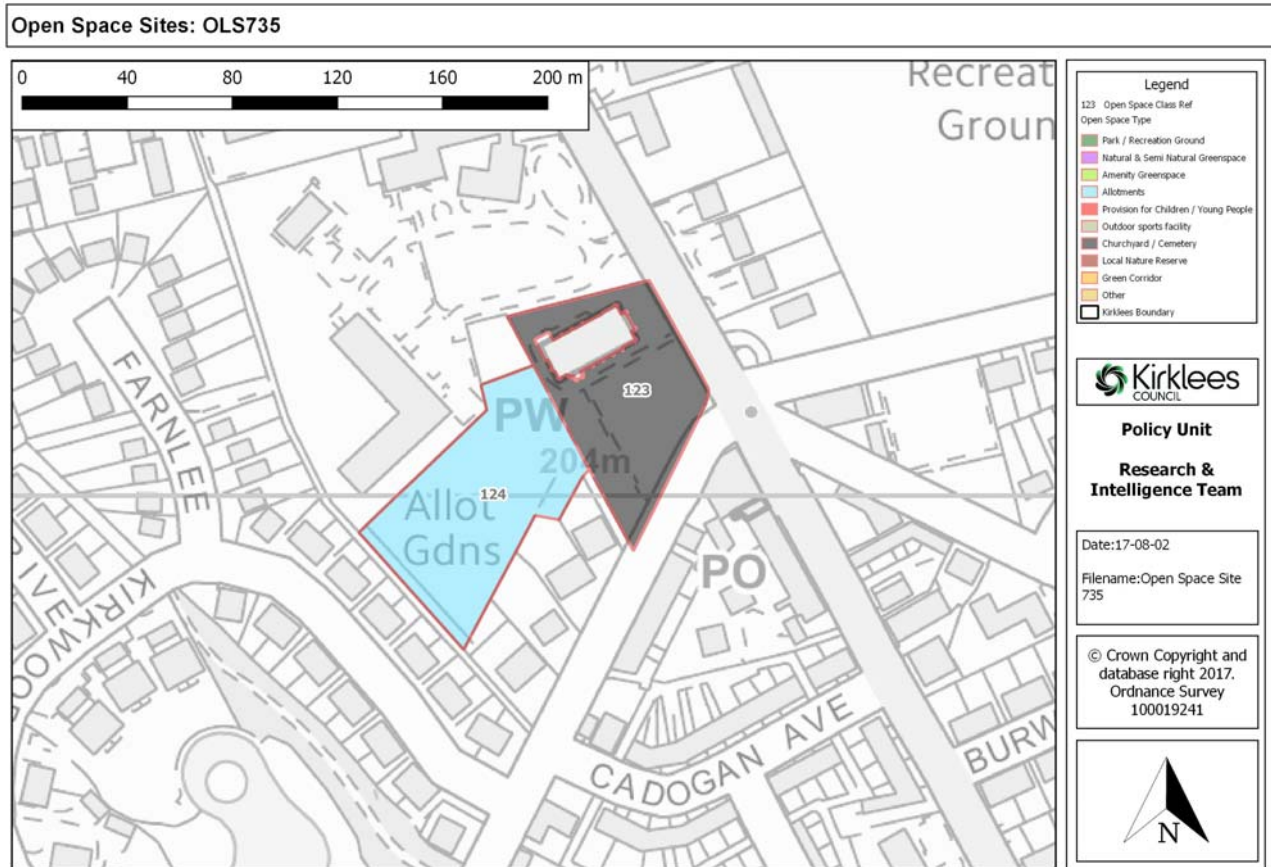 Open Space Sites: OLS735
0 40 80 120 160 200 m
Recreat
Groun
FARNLEE
PW
204m
123
124
Allot
Gdns
PO
KIRKWOO
RIVE
CADOGAN AVE
BURW
Legend
123 Open Space Class Ref
Open Space Type
Park / Recreation Ground
Natural & Semi Natural Greenspace
Amenity Greenspace
Allotments
Provision for Children / Young People
Outdoor sports facility
Churchyard / Cemetery
Local Nature Reserve
Green Corridor
Other
Kirklees Boundary
Kirklees
COUNCIL
Policy Unit
Research &
Intelligence Team
Date:17-08-02
Filename:Open Space Site
735
© Crown Copyright and
database right 2017.
Ordnance Survey
100019241
N